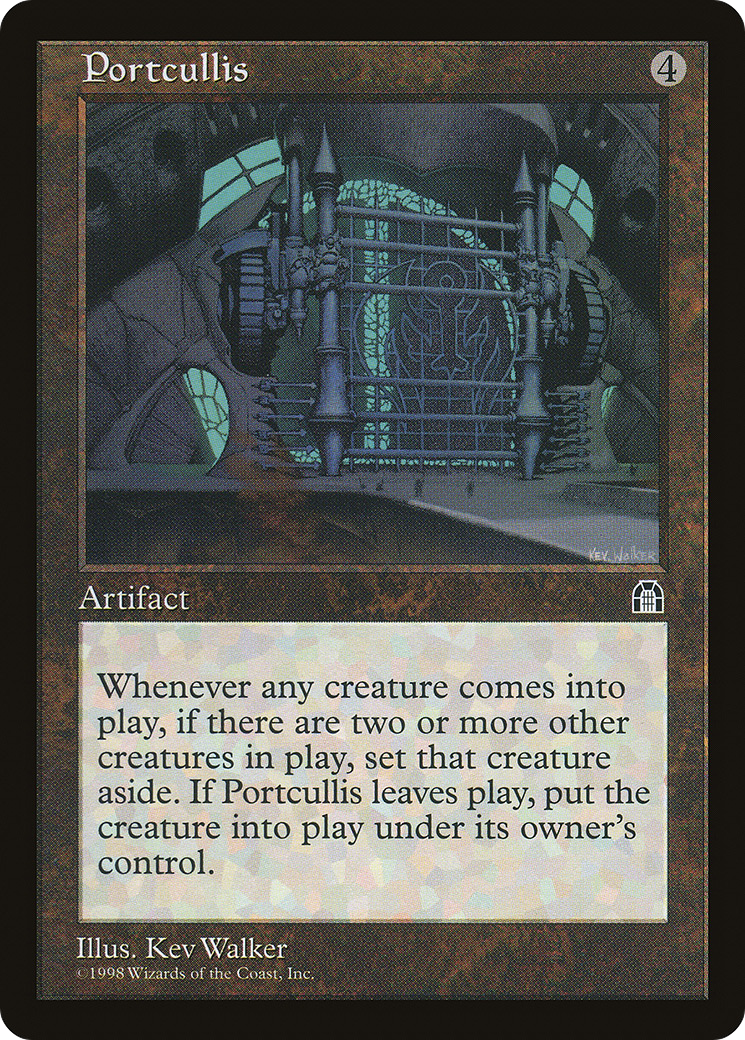 Portcullis
4
KEV. WALKER
Artifact
Whenever any creature comes into
play, if there are two or more other
creatures in play, set that creature
aside. If Portcullis leaves play, put the
creature into play under its owner's
control.
Illus. Kev Walker
©1998 Wizards of the Coast, Inc.